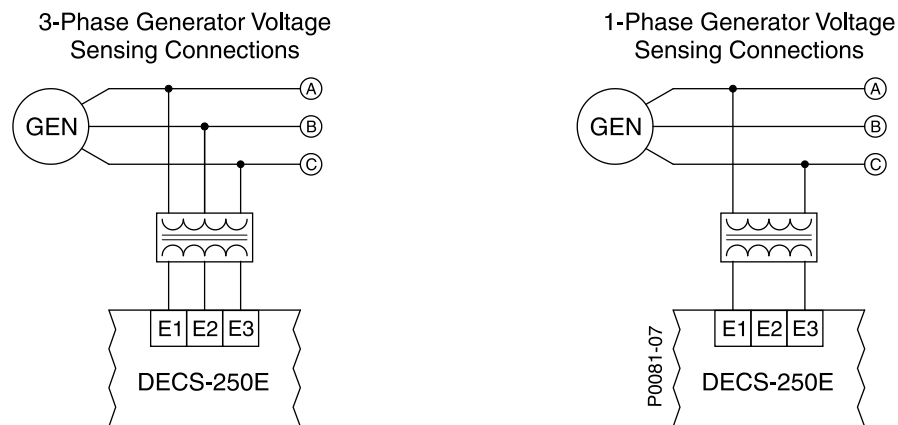 3-Phase Generator Voltage
Sensing Connections
GEN
A
B
C
E1 E2 E3
DECS-250E
1-Phase Generator Voltage
Sensing Connections
GEN
A
B
C
E1 E2 E3
DECS-250E
P0081-07